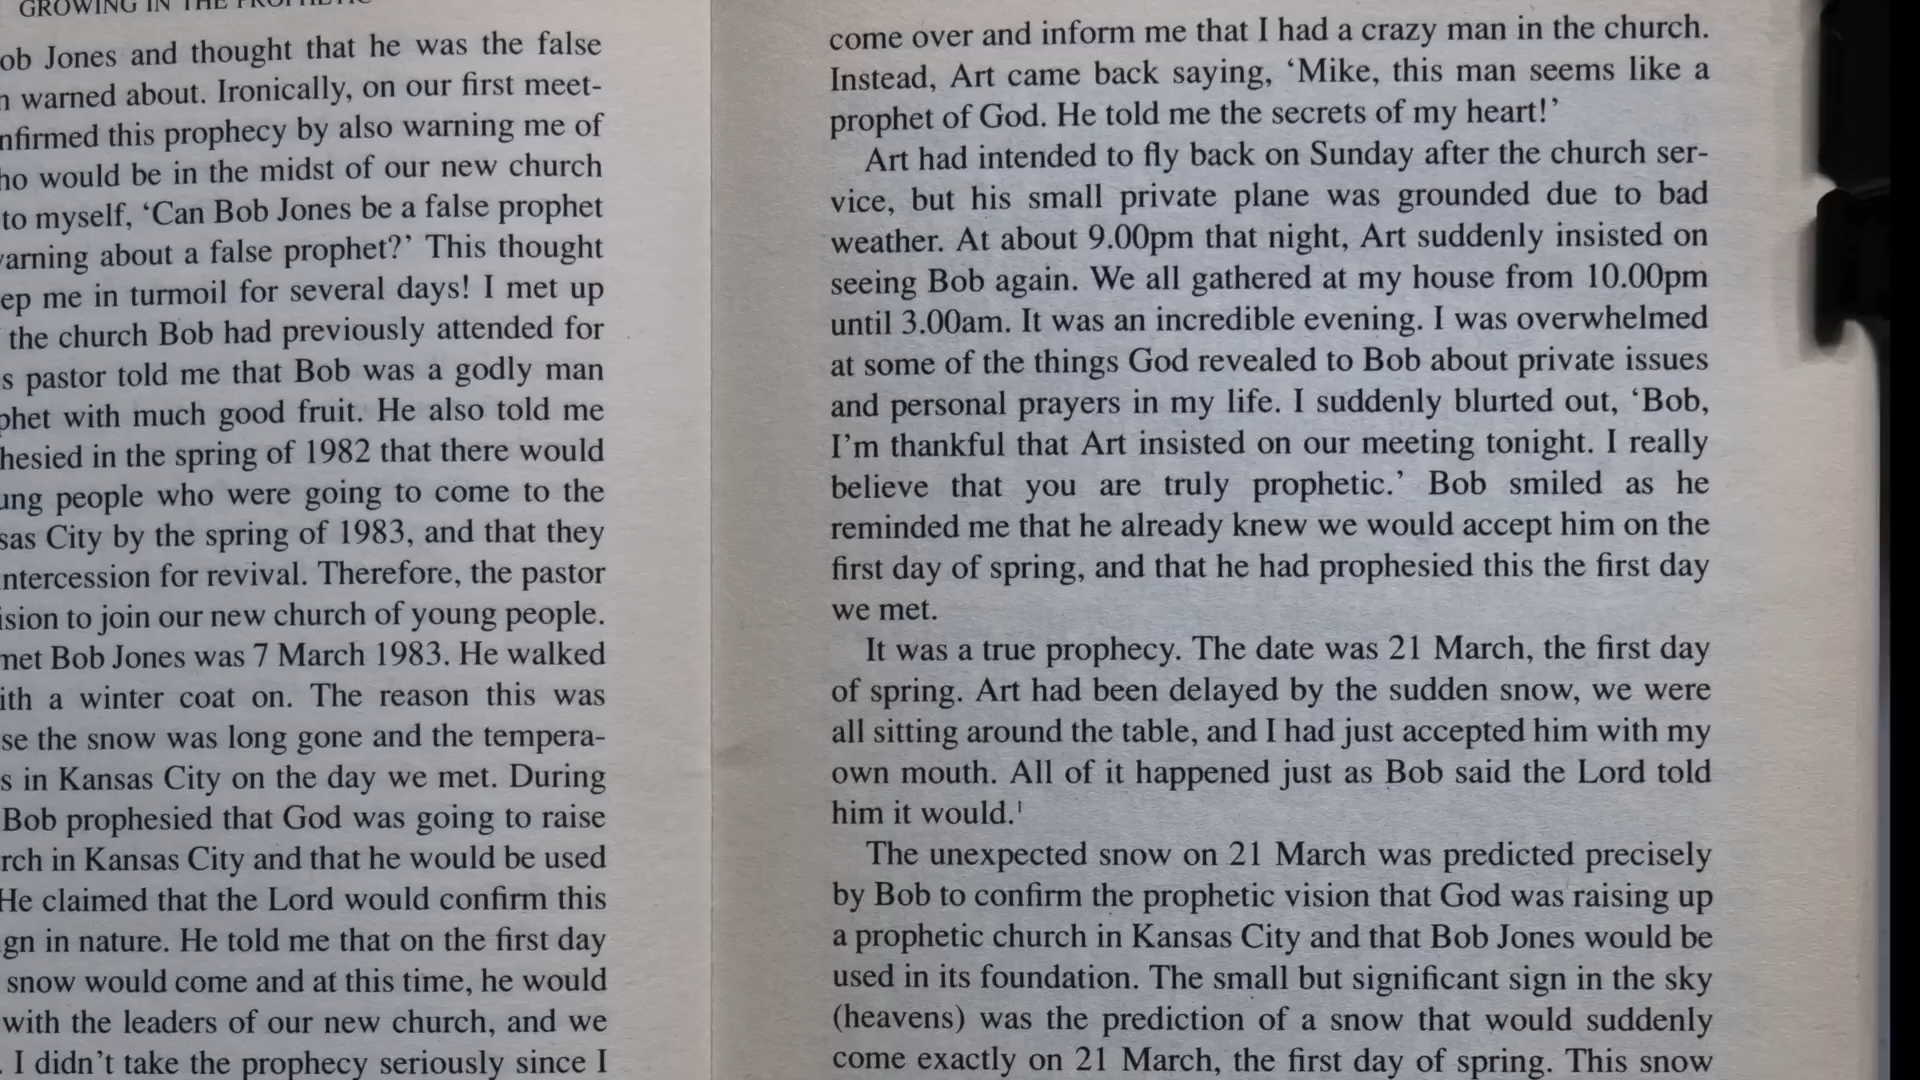 GROWING IN THE PROPHETIC
ob Jones and thought that he was the false
n warned about. Ironically, on our first meet-
nfirmed this prophecy by also warning me of
ho would be in the midst of our new church
to myself, ‘Can Bob Jones be a false prophet
arning about a false prophet?’ This thought
ep me in turmoil for several days! I met up
the church Bob had previously attended for
s pastor told me that Bob was a godly man
phet with much good fruit. He also told me
hesied in the spring of 1982 that there would
ung people who were going to come to the
sas City by the spring of 1983, and that they
ntercession for revival. Therefore, the pastor
ision to join our new church of young people.
met Bob Jones was 7 March 1983. He walked
ith a winter coat on. The reason this was
se the snow was long gone and the tempera-
s in Kansas City on the day we met. During
Bob prophesied that God was going to raise
rch in Kansas City and that he would be used
He claimed that the Lord would confirm this
gn in nature. He told me that on the first day
snow would come and at this time, he would
with the leaders of our new church, and we
. I didn’t take the prophecy seriously since I
come over and inform me that I had a crazy man in the church.
Instead, Art came back saying, ‘Mike, this man seems like a
prophet of God. He told me the secrets of my heart!’
Art had intended to fly back on Sunday after the church ser-
vice, but his small private plane was grounded due to bad
weather. At about 9.00pm that night, Art suddenly insisted on
seeing Bob again. We all gathered at my house from 10.00pm
until 3.00am. It was an incredible evening. I was overwhelmed
at some of the things God revealed to Bob about private issues
and personal prayers in my life. I suddenly blurted out, ‘Bob,
I’m thankful that Art insisted on our meeting tonight. I really
believe that you are truly prophetic.’ Bob smiled as he
reminded me that he already knew we would accept him on the
first day of spring, and that he had prophesied this the first day
we met.
It was a true prophecy. The date was 21 March, the first day
of spring. Art had been delayed by the sudden snow, we were
all sitting around the table, and I had just accepted him with my
own mouth. All of it happened just as Bob said the Lord told
him it would.¹
The unexpected snow on 21 March was predicted precisely
by Bob to confirm the prophetic vision that God was raising up
a prophetic church in Kansas City and that Bob Jones would be
used in its foundation. The small but significant sign in the sky
(heavens) was the prediction of a snow that would suddenly
come exactly on 21 March, the first day of spring. This snow